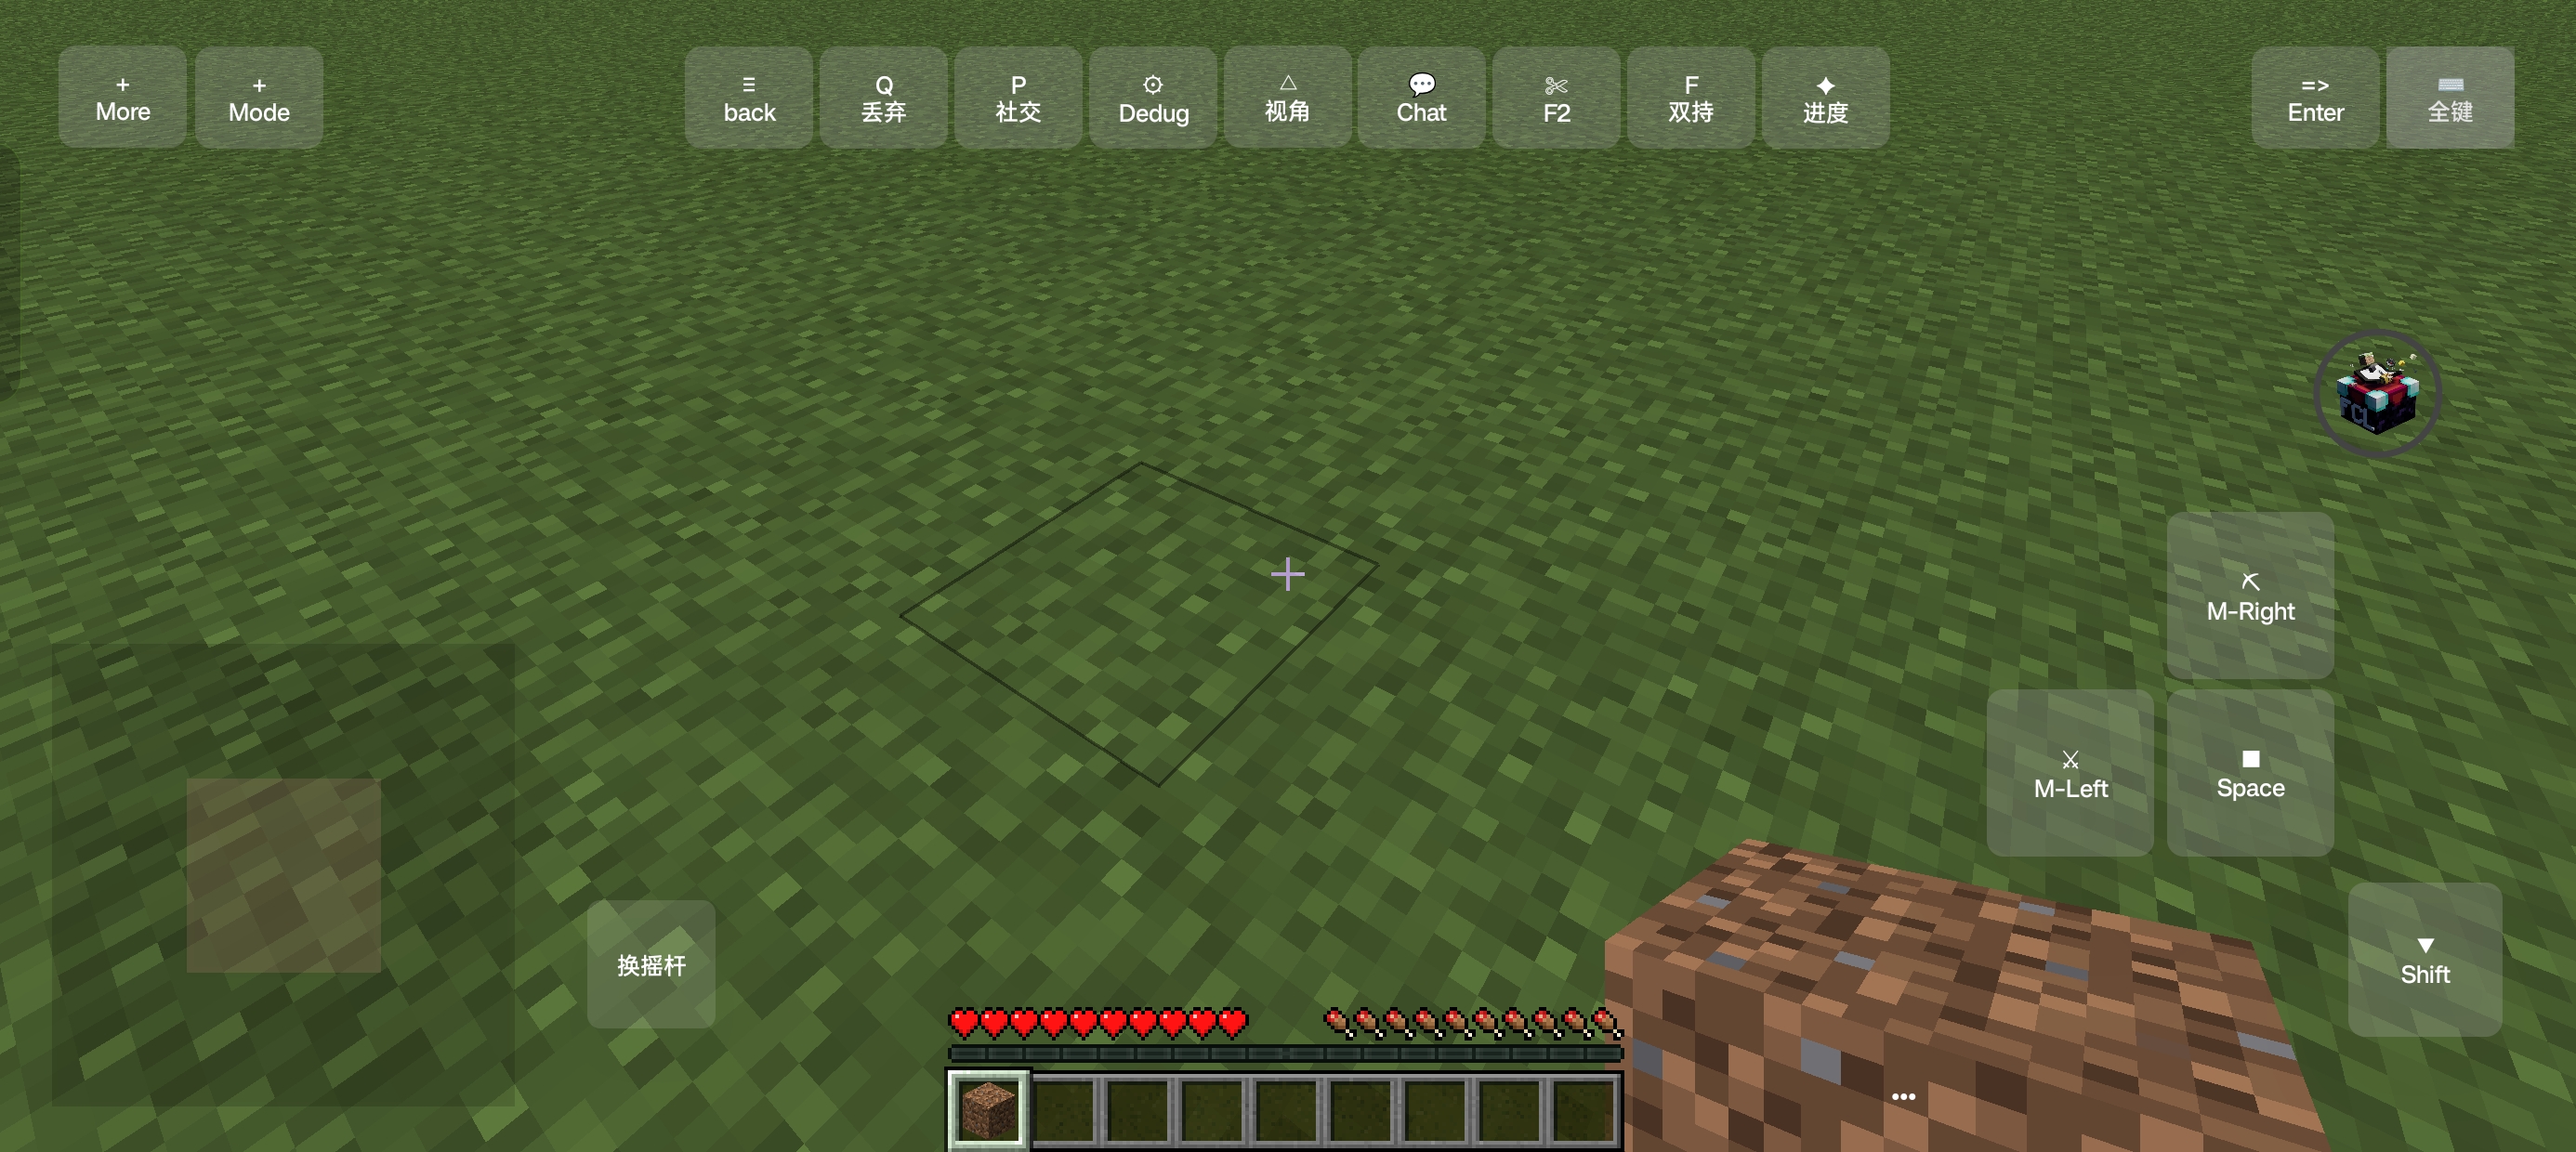 More
Mode
back
Q
丢弃
P
社交
Dedug
视角
Chat
F2
F
双持
进度
=>
Enter
全键
FCL
M-Right
M-Left
Space
换摇杆
Shift